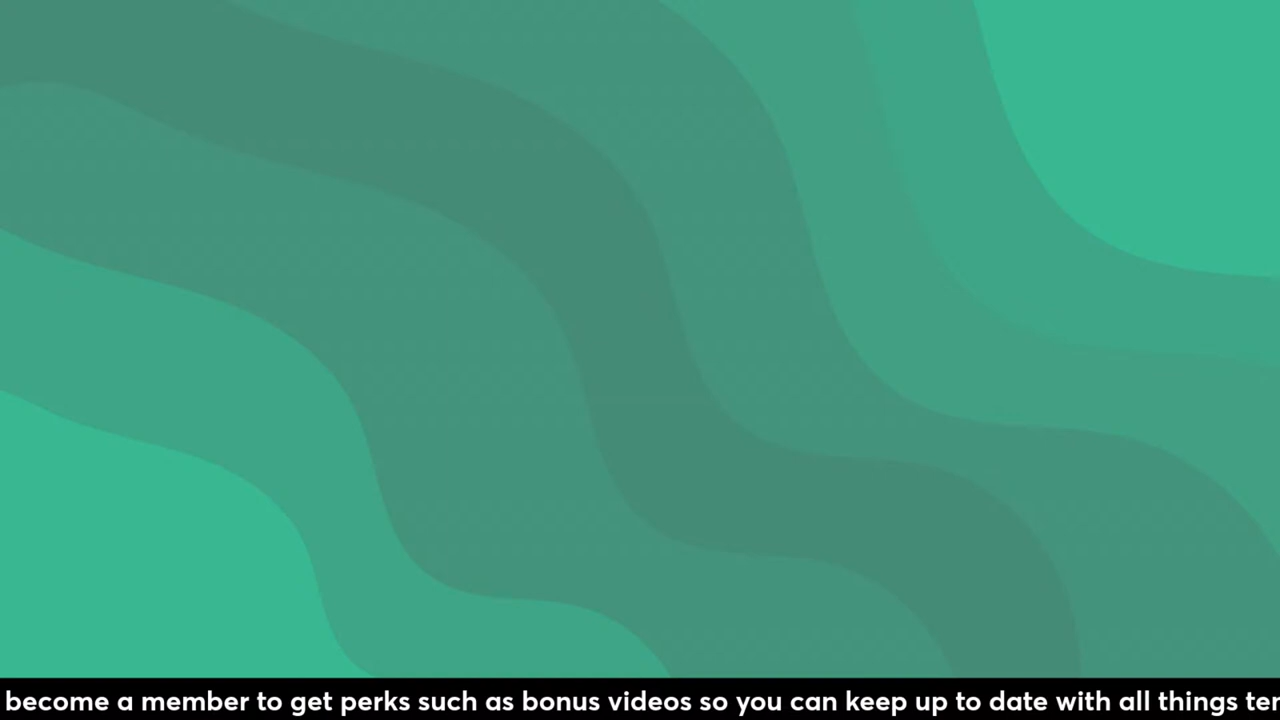 become a member to get perks such as bonus videos so you can keep up to date with all things